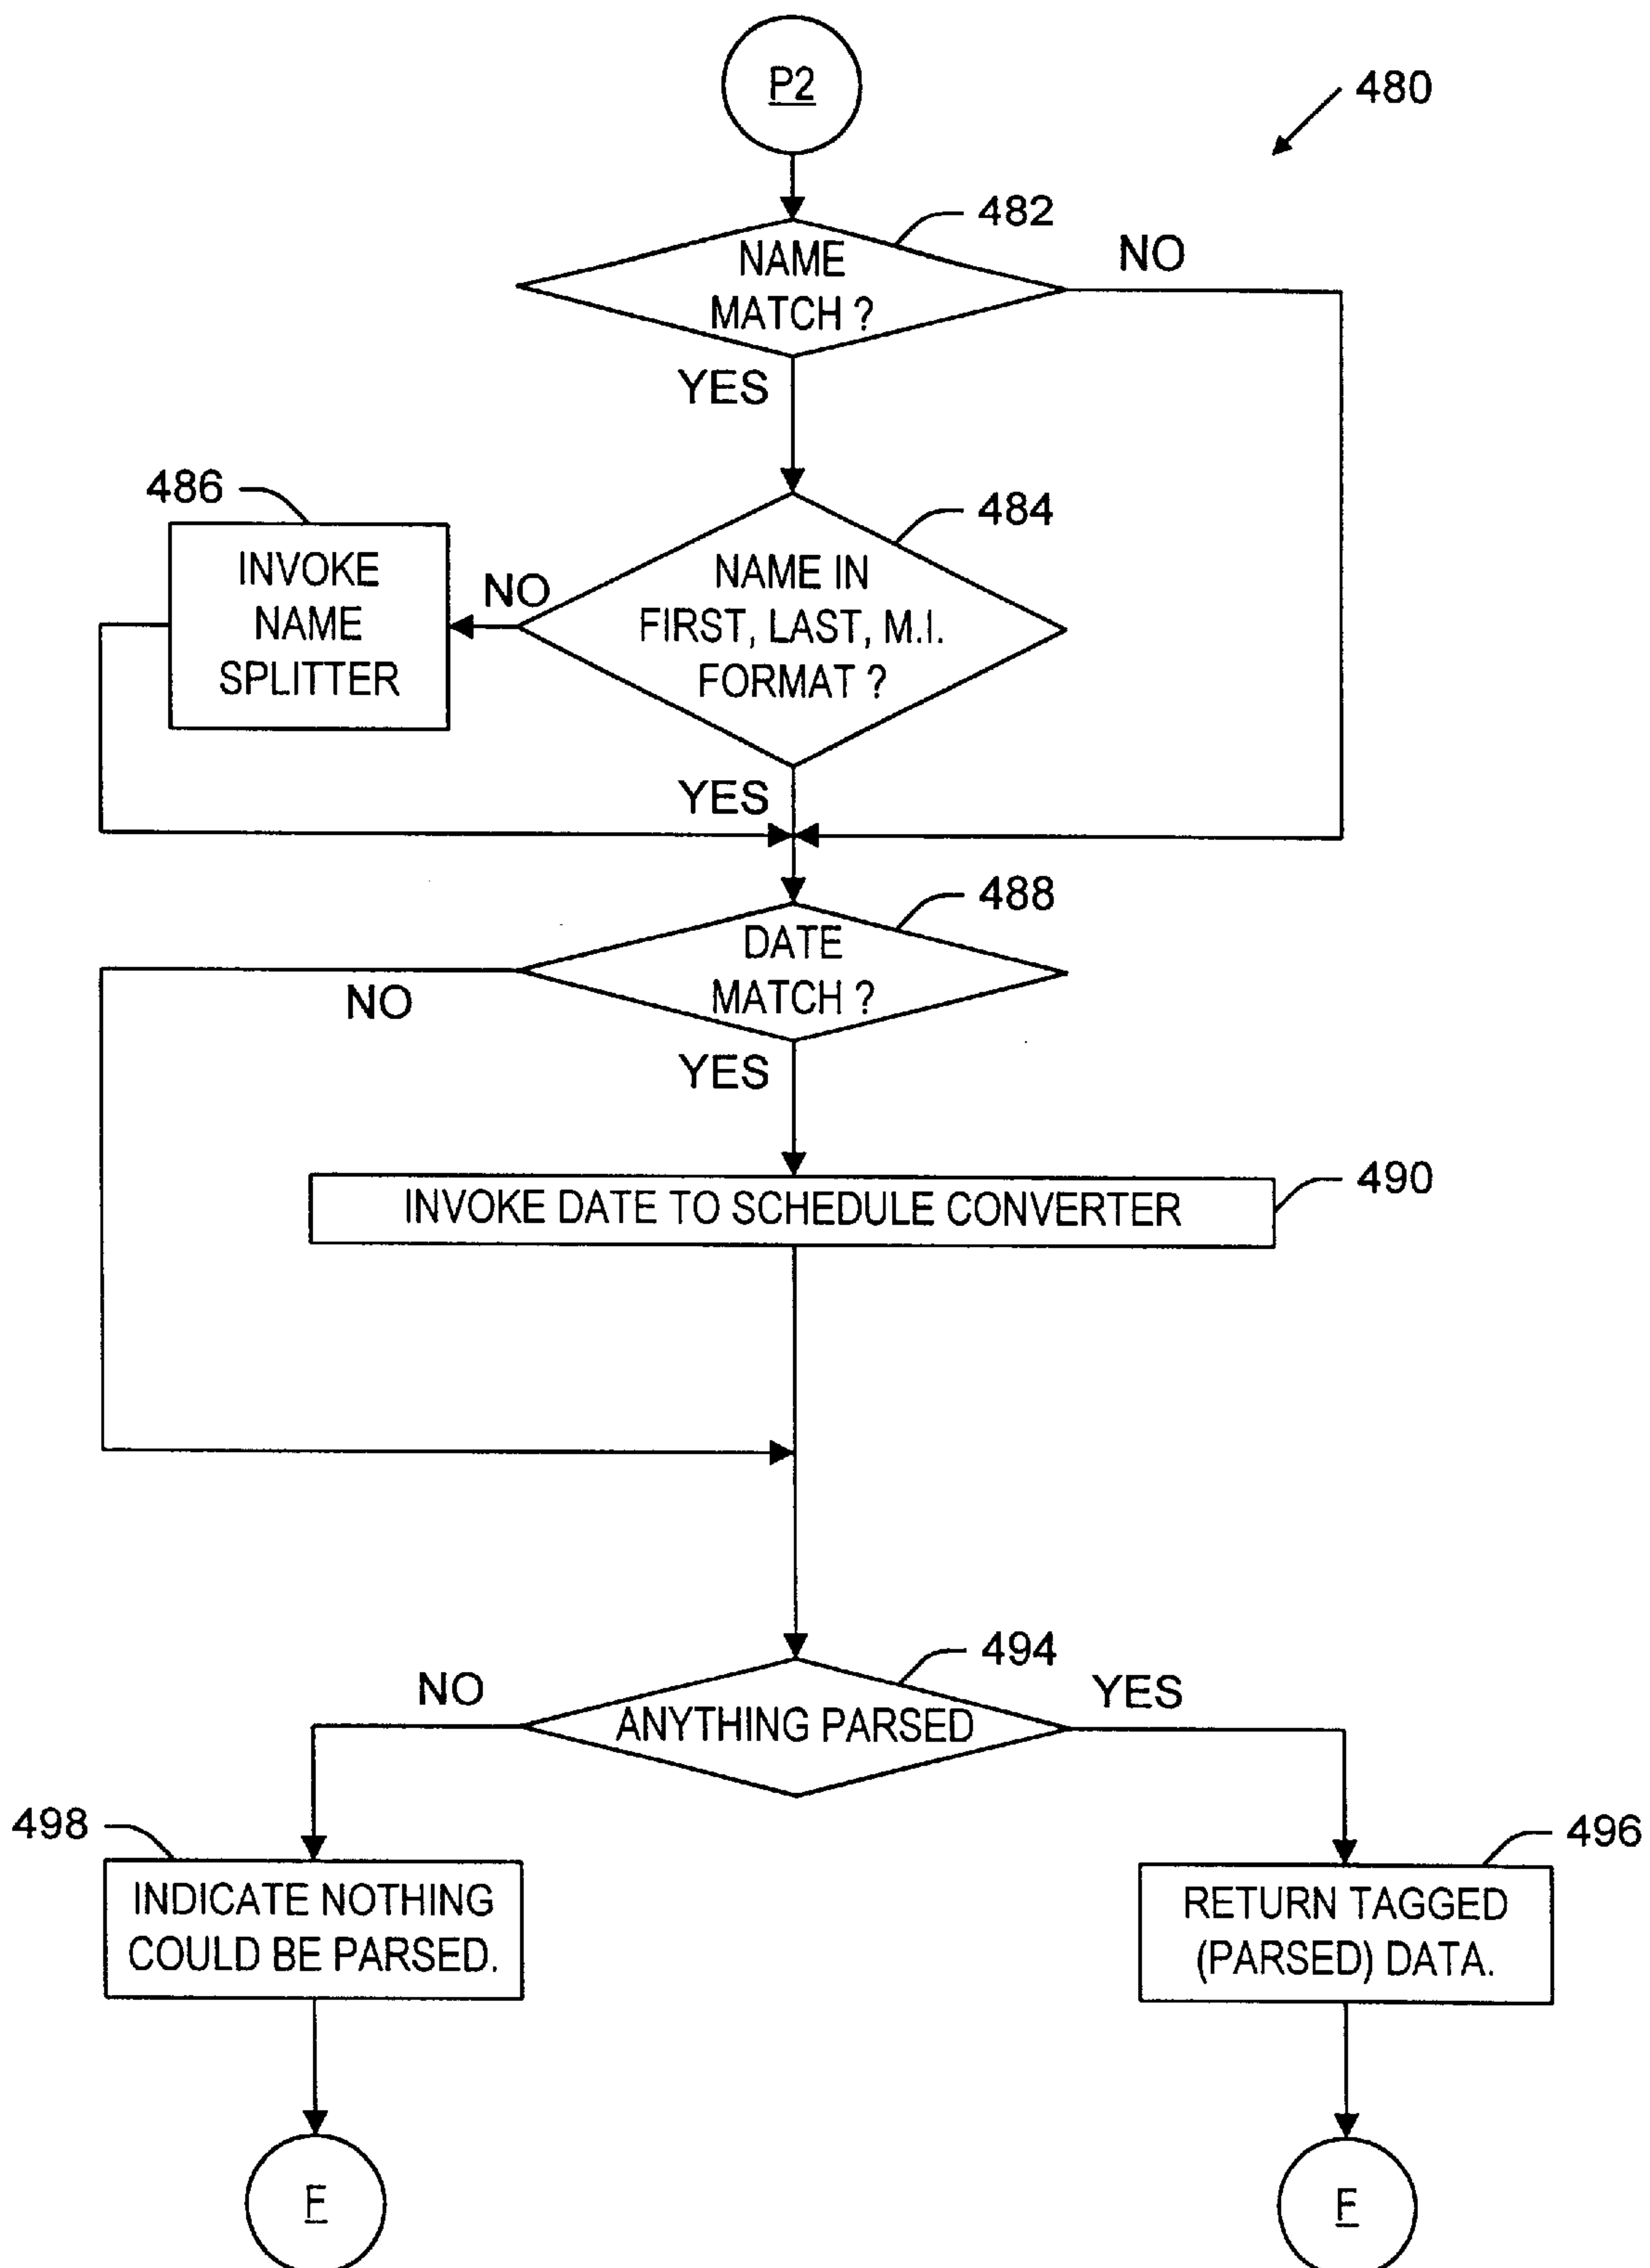 P2
480
482
NAME
MATCH ?
NO
YES
486
484
INVOKE
NAME
SPLITTER
NO
NAME IN
FIRST, LAST, M.I.
FORMAT ?
YES
488
DATE
MATCH ?
NO
YES
490
INVOKE DATE TO SCHEDULE CONVERTER
494
NO
YES
ANYTHING PARSED
498
496
INDICATE NOTHING
COULD BE PARSED.
RETURN TAGGED
(PARSED) DATA.
F
F